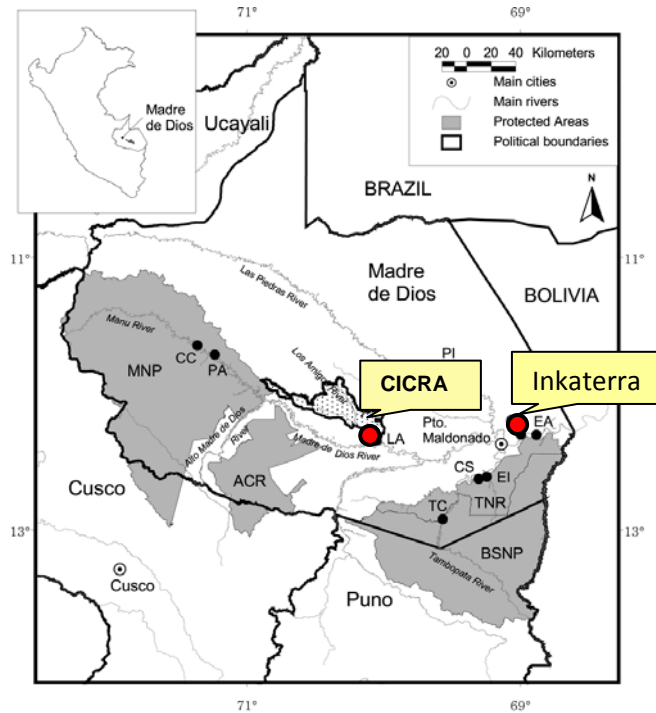 71°
69°
Madre
de Dios
Ucayali
20 0 20 40 Kilometers
Main cities
Main rivers
Protected Areas
Political boundaries
BRAZIL
N
11°
11°
Madre
de Dios
BOLIVIA
Las Piedras River
Manu River
CC
PA
MNP
Los Amigos River
PI
CICRA
Inkaterra
LA
Pto.
Maldonado
EA
Alto Madre de Dios
River
Madre de Dios River
ACR
CS
EI
TNR
TC
Cusco
13°
13°
BSNP
Tambopata River
Cusco
Puno
71°
69°